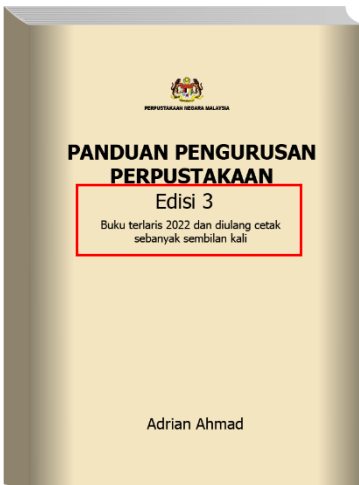 PERPUSTAKAAN NEGARA MALAYSIA
PANDUAN PENGURUSAN
PERPUSTAKAAN
Edisi 3
Buku terlaris 2022 dan diulang cetak
sebanyak sembilan kali
Adrian Ahmad